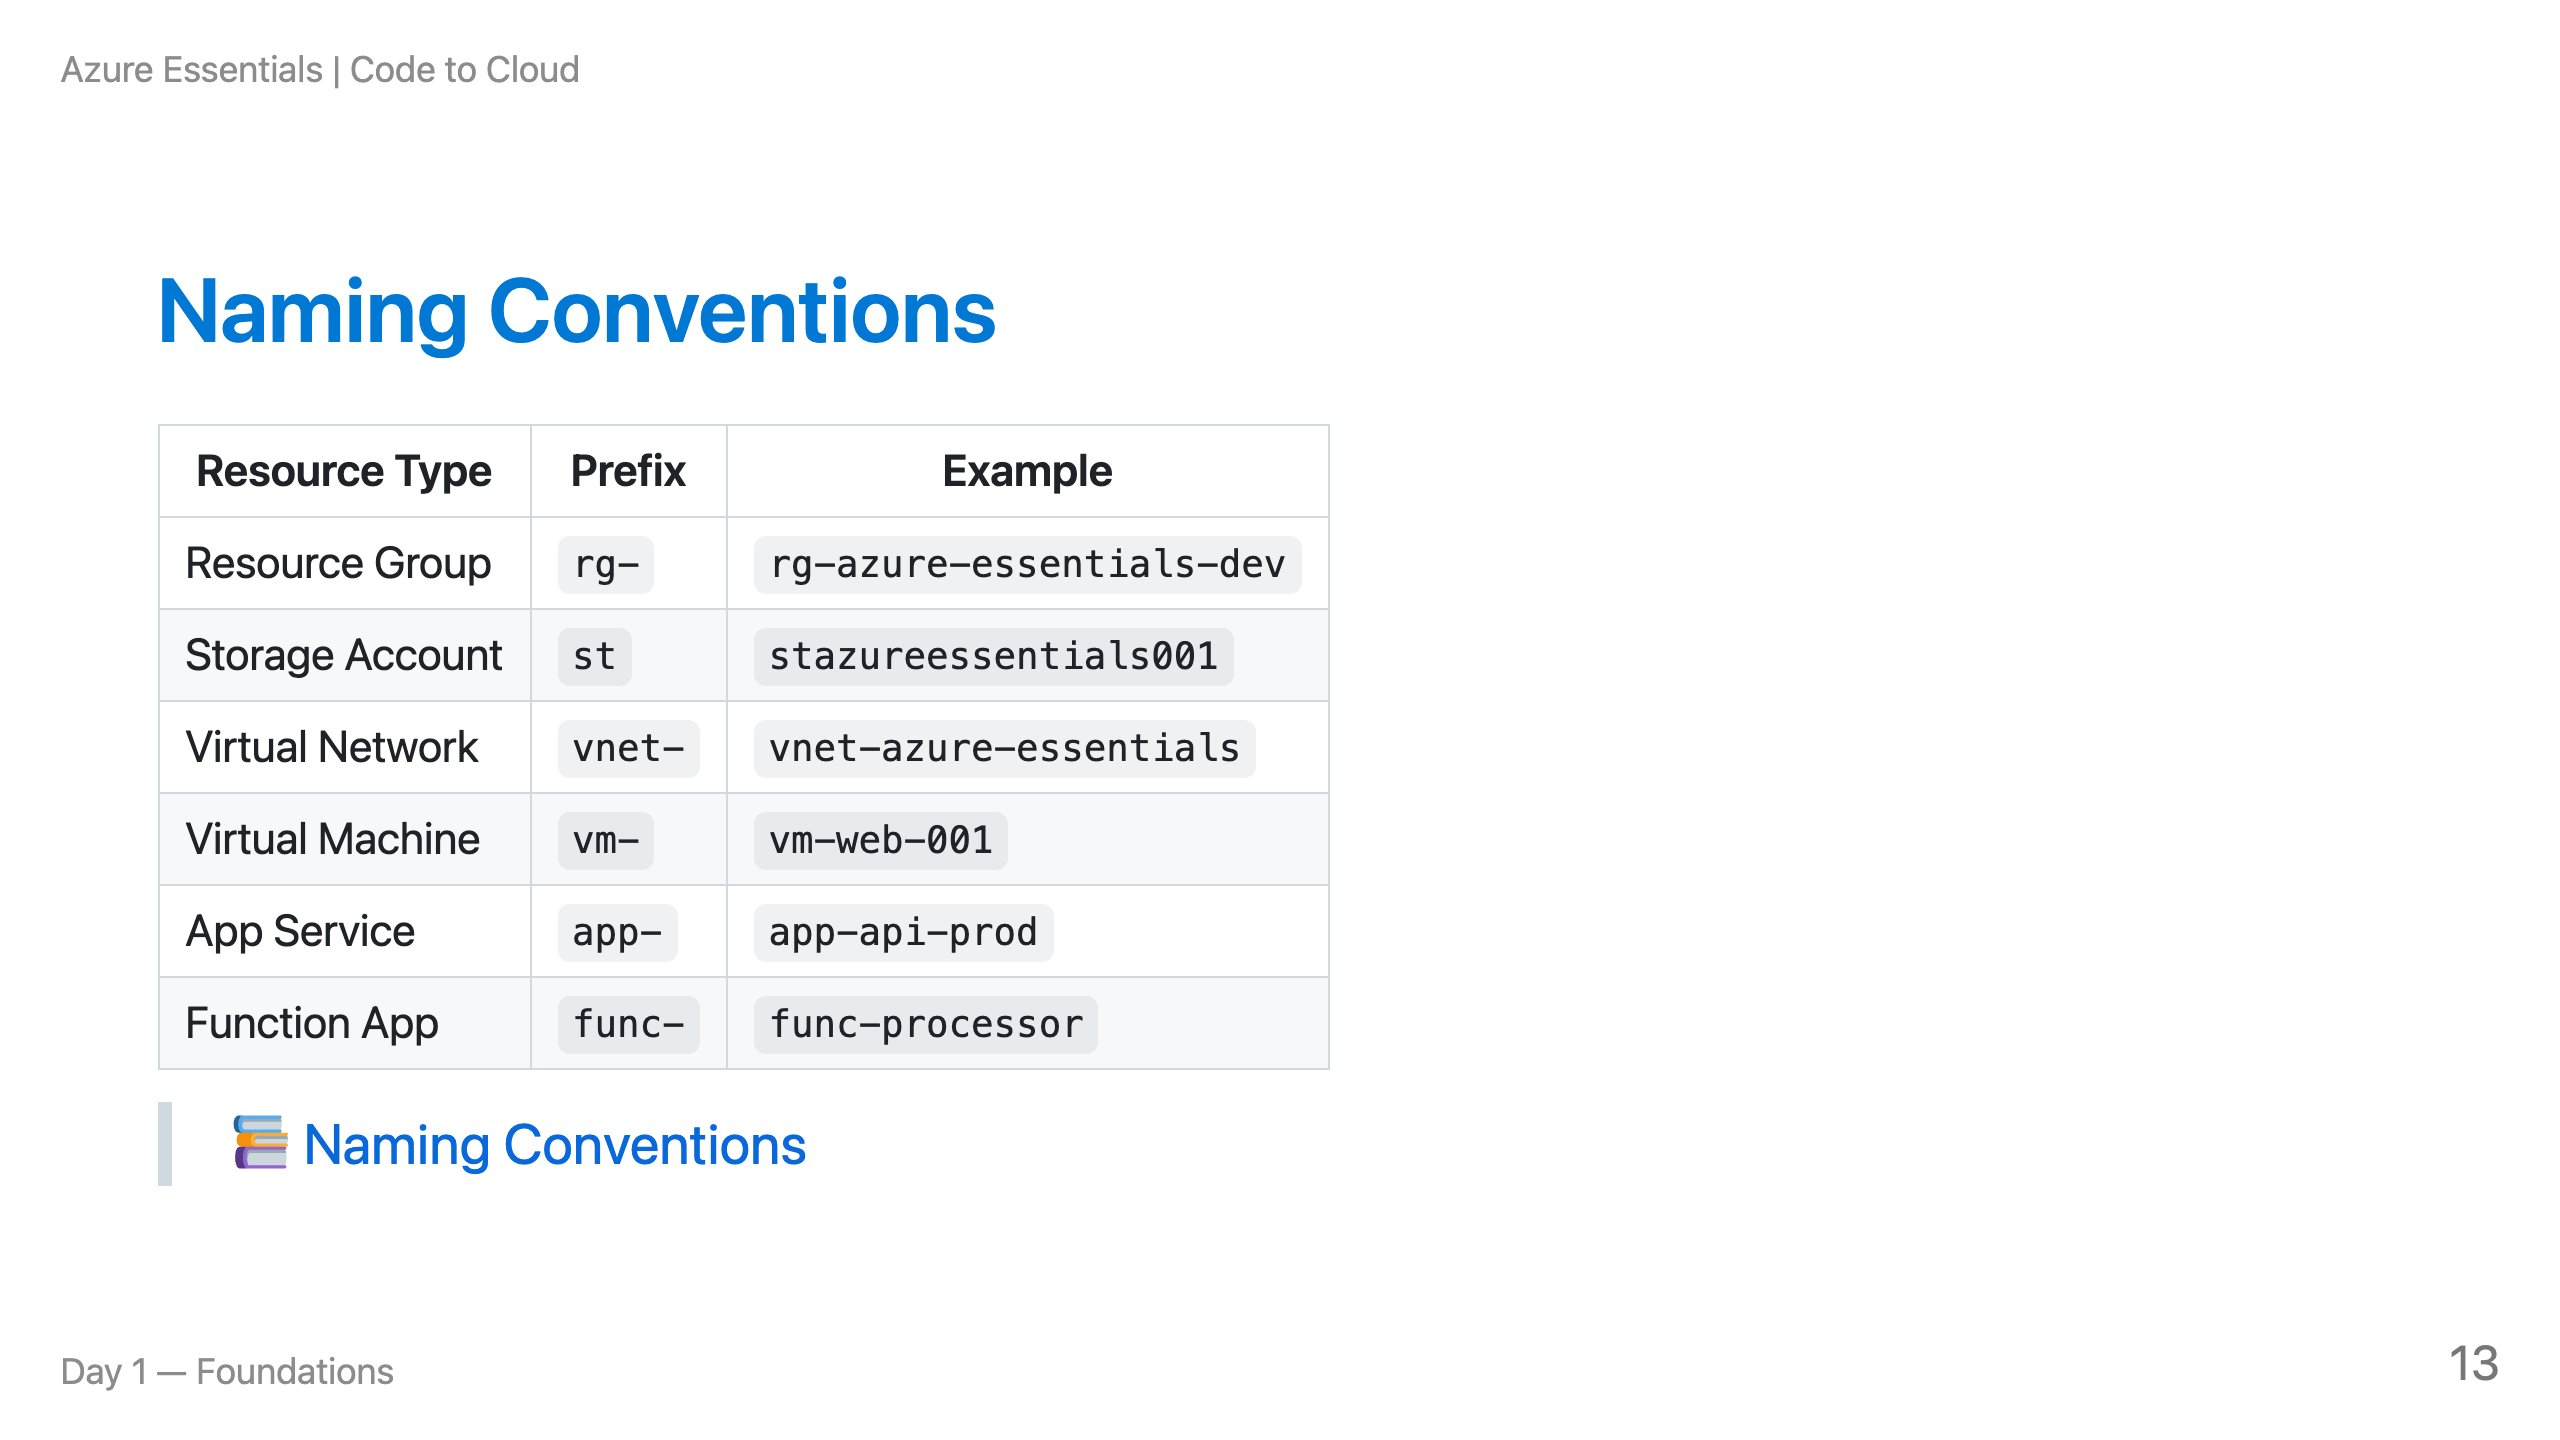 Azure Essentials | Code to Cloud
Naming Conventions
Resource Type Prefix Example
Resource Group rg- rg-azure-essentials-dev
Storage Account st stazureessentials001
Virtual Network vnet- vnet-azure-essentials
Virtual Machine vm- vm-web-001
App Service app- app-api-prod
Function App func- func-processor
📚 Naming Conventions
Day 1 — Foundations
13